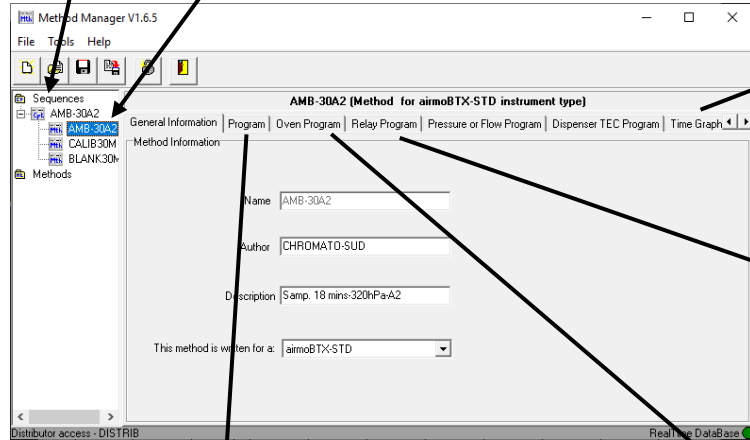 Method Manager V1.6.5
File Tools Help
Sequences
AMB-30A2
AMB-30A2
CALIB30M
BLANK30M
Methods
AMB-30A2 (Method for airmoBTX-STD instrument type)
General Information Program Oven Program Relay Program Pressure or Flow Program Dispenser TEC Program Time Graph
Method Information
Name AMB-30A2
Author CHROMATO-SUD
Description Samp. 18 mins-320hPa-A2
This method is written for a: airmoBTX-STD
Distributor access - DISTRIB RealTime DataBase